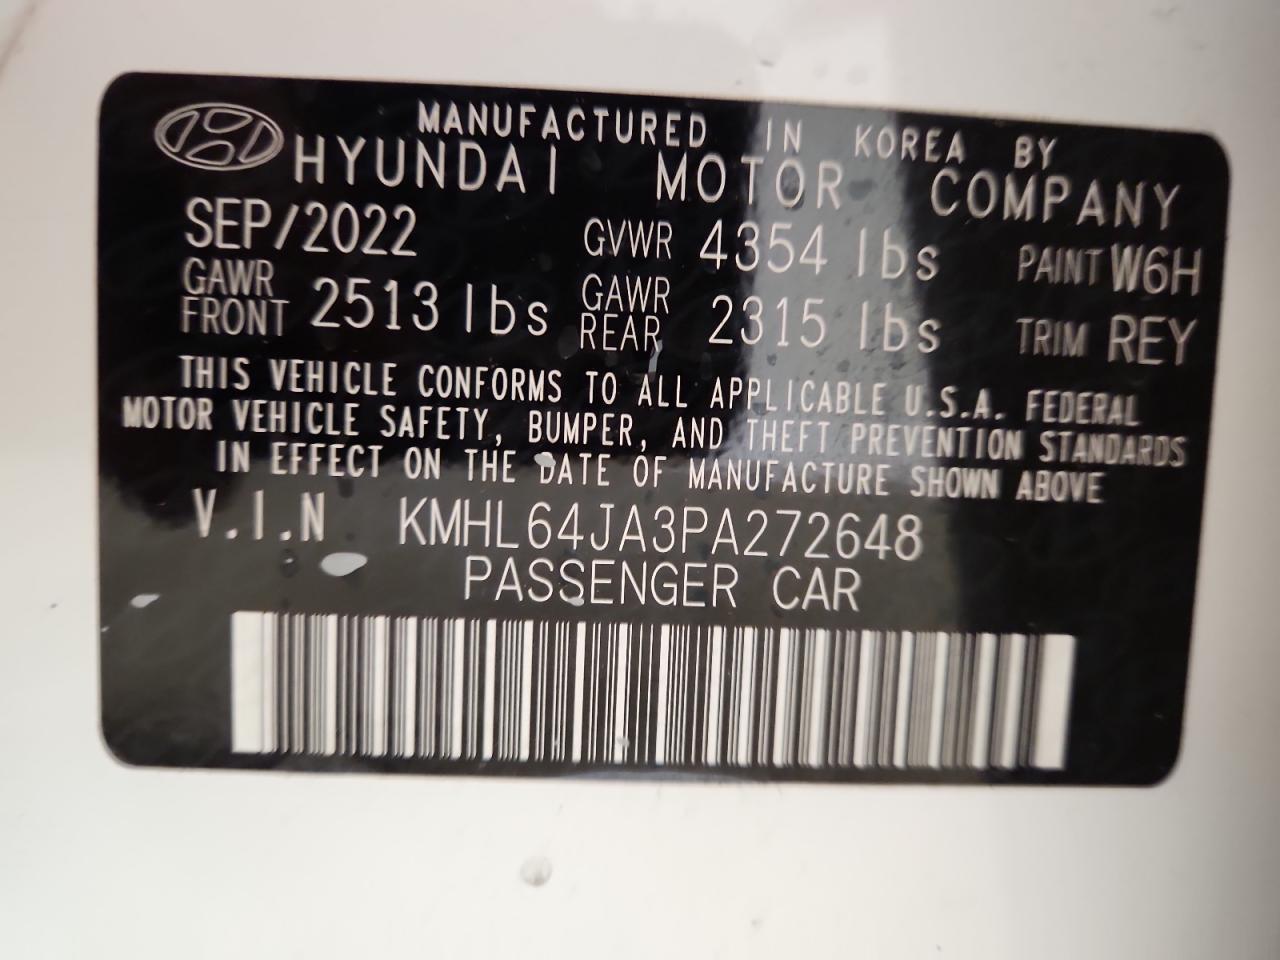 MANUFACTURED IN KOREA BY
HYUNDAI MOTOR COMPANY
SEP/2022 GVWR 4354 lbs PAINT W6H
GAWR FRONT 2513 lbs GAWR REAR 2315 lbs TRIM REY
THIS VEHICLE CONFORMS TO ALL APPLICABLE U.S.A. FEDERAL
MOTOR VEHICLE SAFETY, BUMPER, AND THEFT PREVENTION STANDARDS
IN EFFECT ON THE DATE OF MANUFACTURE SHOWN ABOVE
V.I.N KMHL64JA3PA272648
PASSENGER CAR